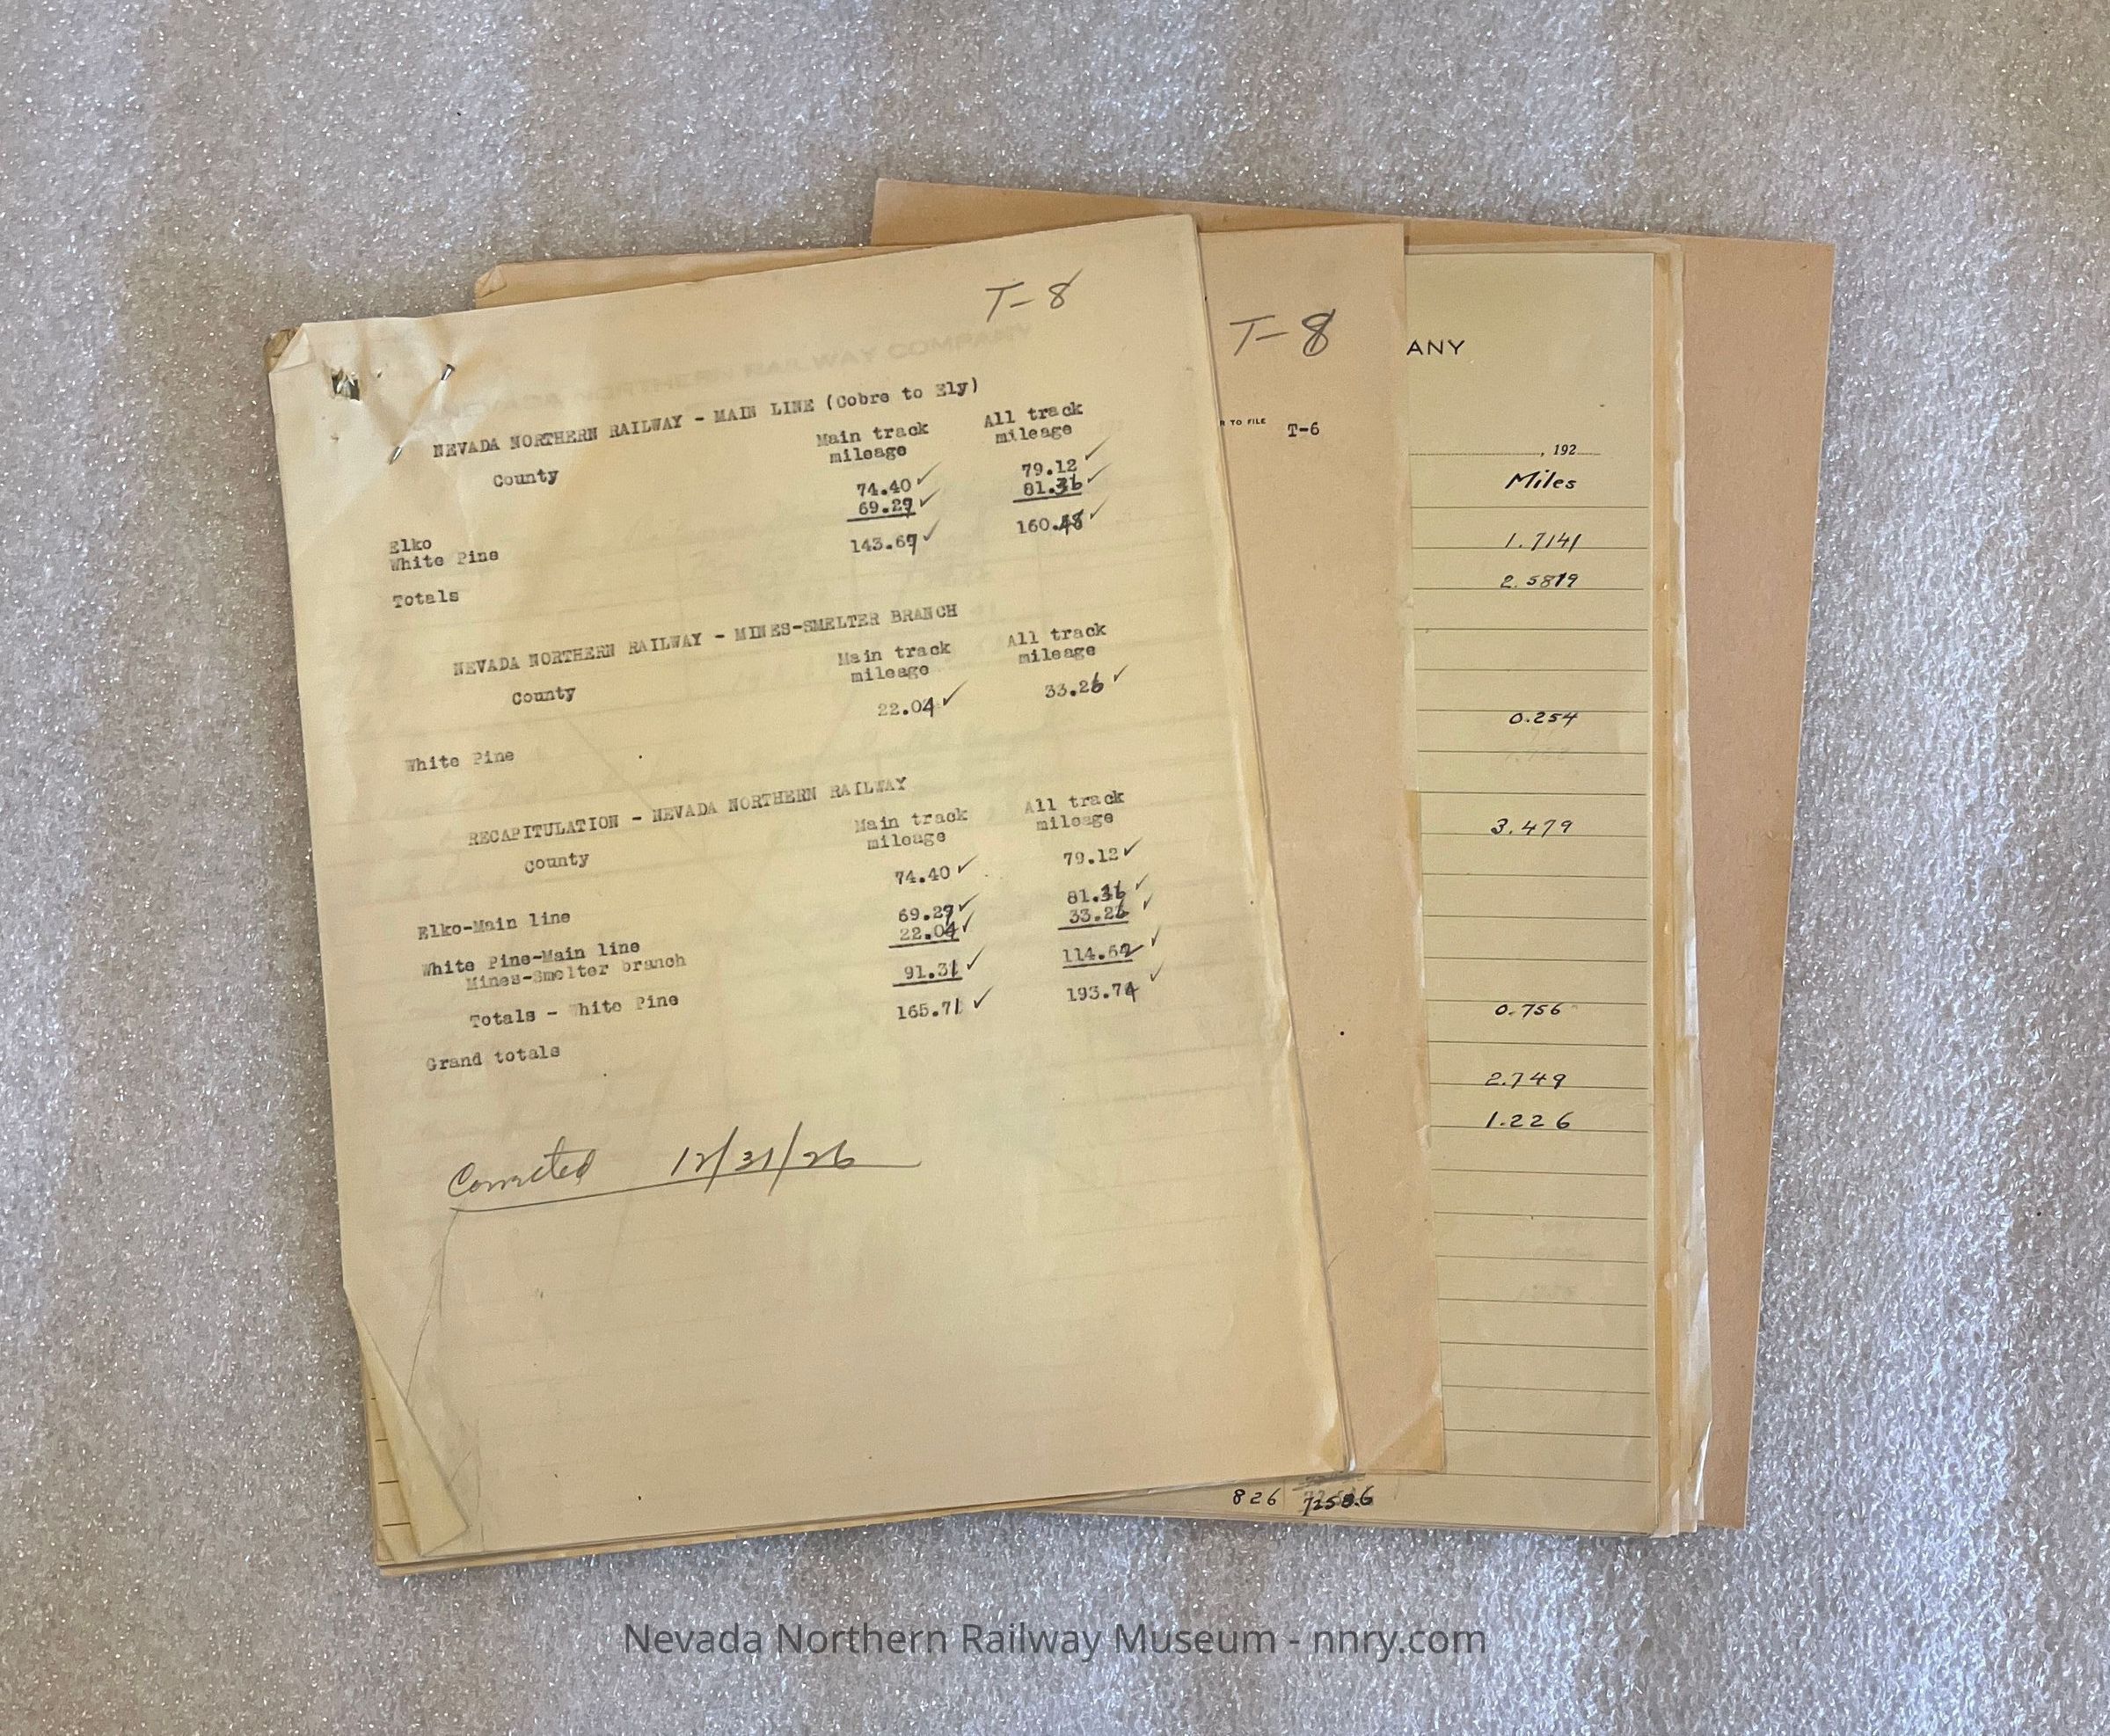 T-8
NEVADA NORTHERN RAILWAY COMPANY
NEVADA NORTHERN RAILWAY - MAIN LINE (Cobre to Ely)
County Main track mileage All track mileage
74.40 ✓ 79.12 ✓
69.27 ✓ 81.36 ✓
143.67 ✓ 160.48 ✓
Elko
White Pine
Totals
NEVADA NORTHERN RAILWAY - MINES-SMELTER BRANCH
County Main track mileage All track mileage
22.04 ✓ 33.26 ✓
White Pine
RECAPITULATION - NEVADA NORTHERN RAILWAY
County Main track mileage All track mileage
74.40 ✓ 79.12 ✓
69.27 ✓ 81.36 ✓
22.04 ✓ 33.26 ✓
91.31 ✓ 114.62 ✓
165.71 ✓ 193.74 ✓
Elko-Main line
White Pine-Main line
Mines-Smelter branch
Totals - White Pine
Grand totals
Corrected 12/31/26
T-8
TO FILE T-6
ANY
, 192
Miles
1.7141
2.5819
0.254
3.479
0.756
2.749
1.226
826
Nevada Northern Railway Museum - nnry.com